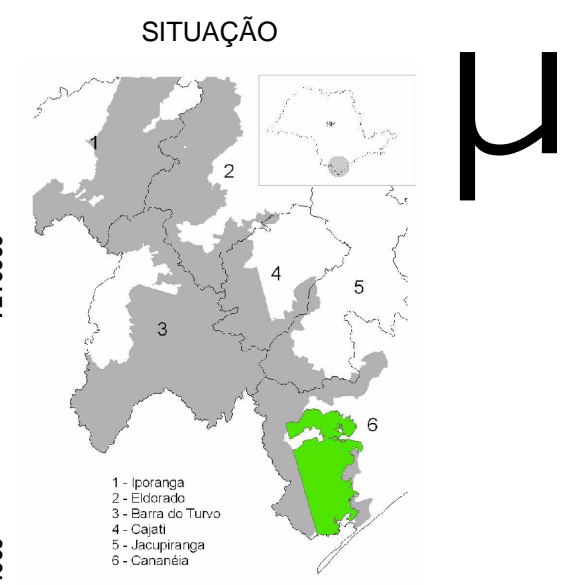 SITUAÇÃO
µ
SP
1
2
4
5
3
6
1 - Iporanga
2 - Eldorado
3 - Barra do Turvo
4 - Cajati
5 - Jacupiranga
6 - Cananéia